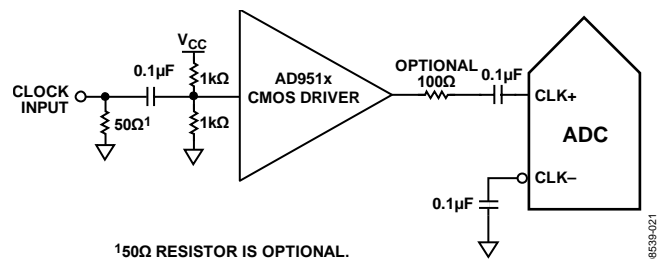 VCC
0.1µF
1kΩ
CLOCK
INPUT
50Ω1
1kΩ
AD951x
CMOS DRIVER
OPTIONAL
100Ω
0.1µF
CLK+
ADC
CLK–
0.1µF
150Ω RESISTOR IS OPTIONAL.
08539-021